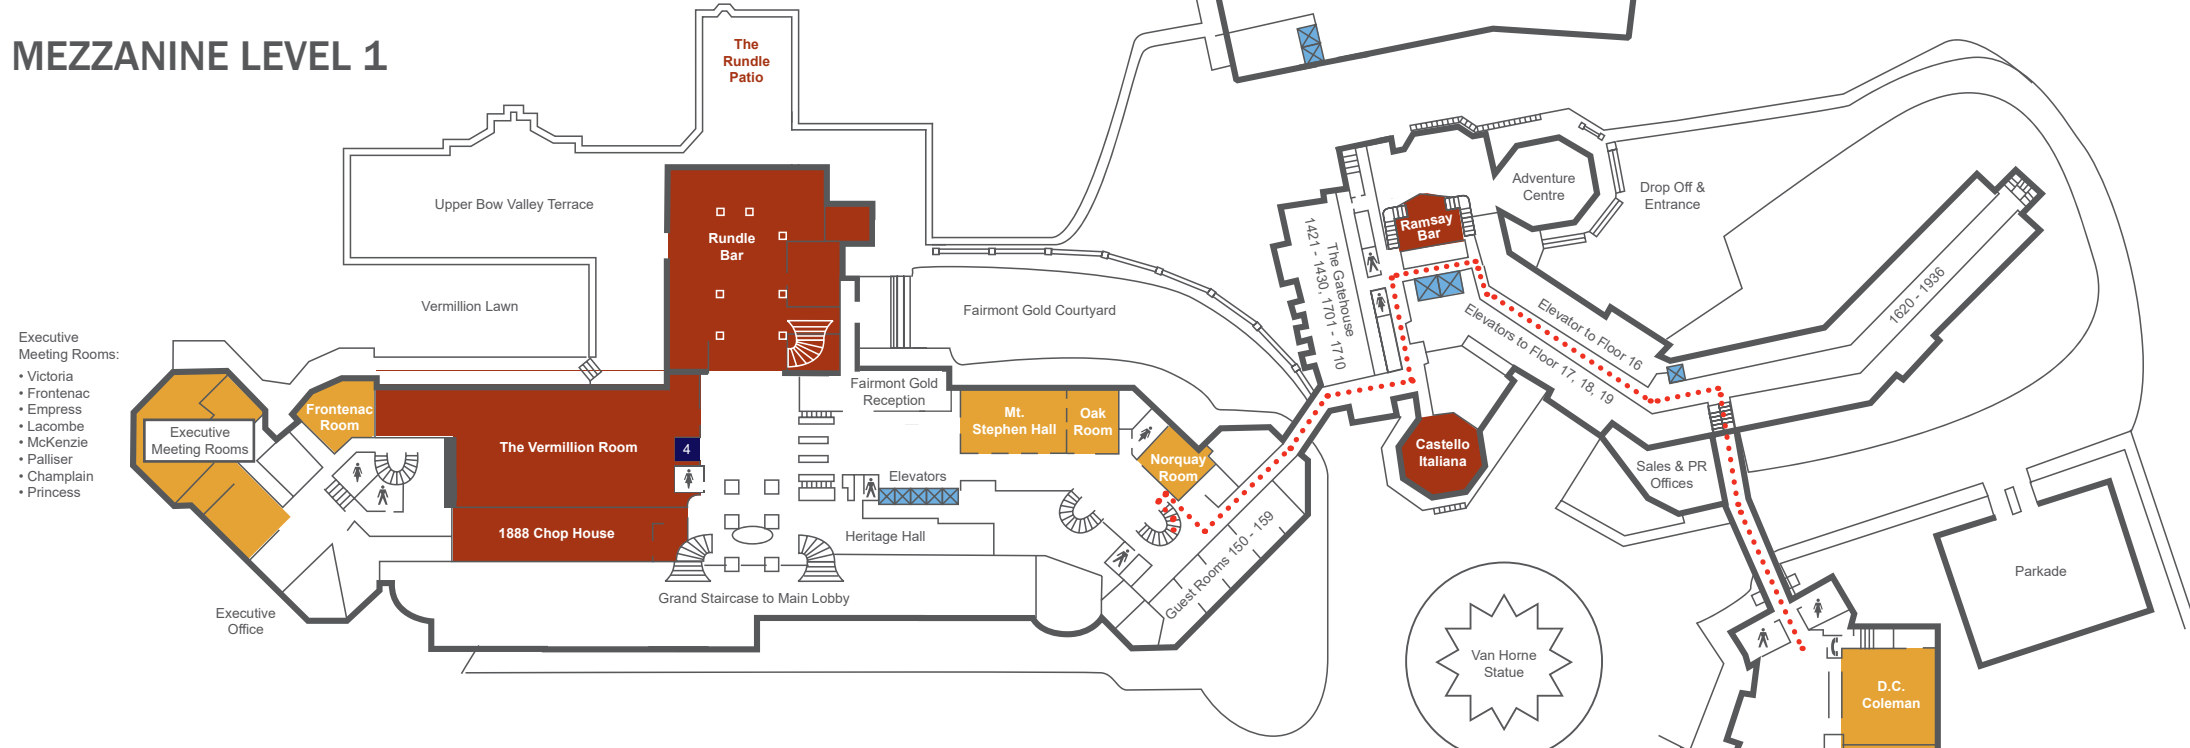 MEZZANINE LEVEL 1
The
Rundle
Patio
Upper Bow Valley Terrace
Rundle
Bar
Vermillion Lawn
Fairmont Gold Courtyard
Executive
Meeting Rooms:
• Victoria
• Frontenac
• Empress
• Lacombe
• McKenzie
• Palliser
• Champlain
• Princess
Executive
Meeting Rooms
Frontenac
Room
The Vermillion Room
4
1888 Chop House
Executive
Office
Grand Staircase to Main Lobby
Fairmont Gold
Reception
Elevators
Heritage Hall
Mt.
Stephen Hall
Oak
Room
Norquay
Room
Guest Rooms 150 - 159
The Gatehouse
1421 - 1430, 1701 - 1710
Ramsay
Bar
Adventure
Centre
Drop Off &
Entrance
Elevator to Floor 16
Elevators to Floor 17, 18, 19
1620 - 1936
Castello
Italiana
Sales & PR
Offices
Van Horne
Statue
Parkade
D.C.
Coleman